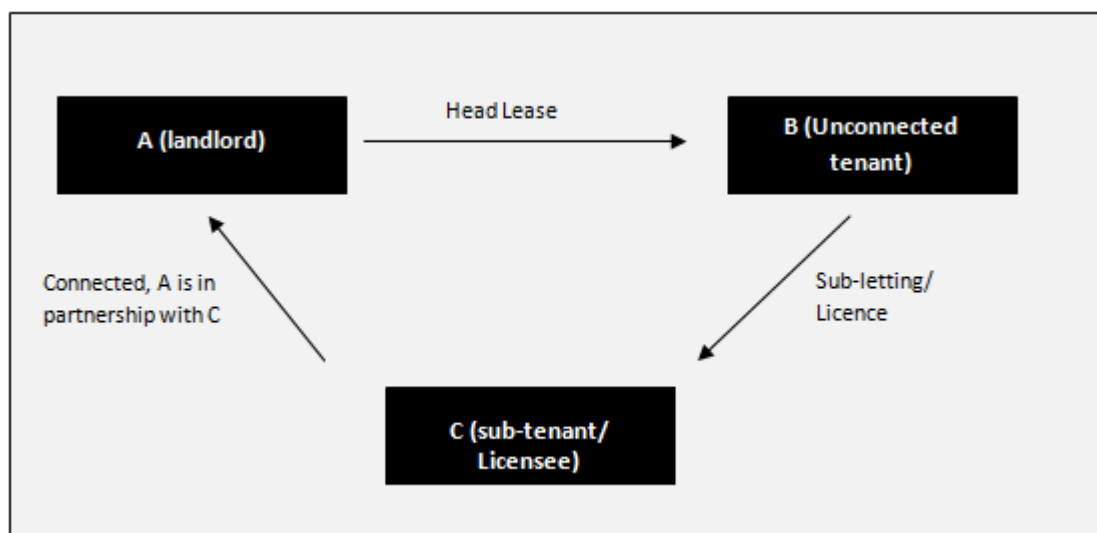 Head Lease
A (landlord)
B (Unconnected
tenant)
Connected, A is in
partnership with C
Sub-letting/
Licence
C (sub-tenant/
Licensee)